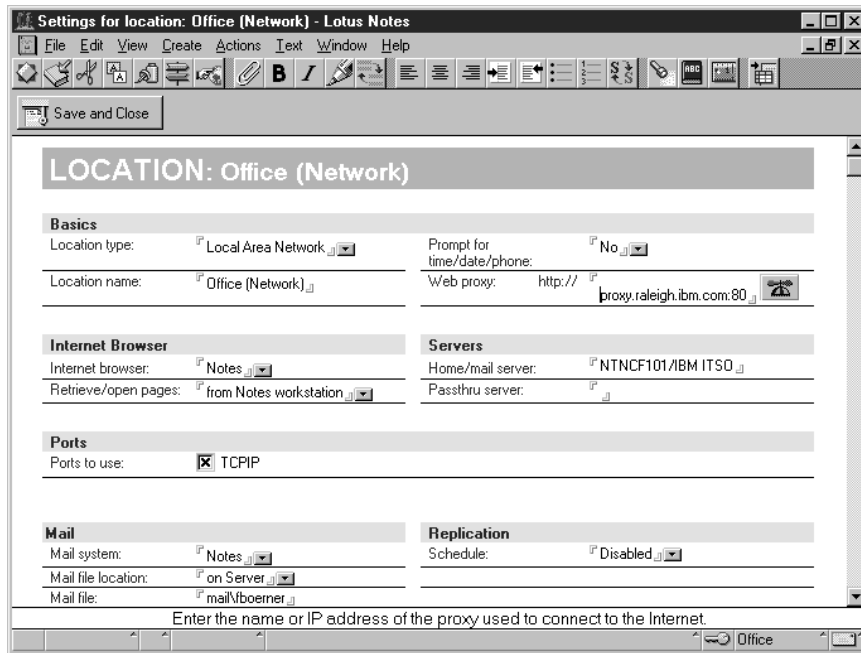 Settings for location: Office (Network) - Lotus Notes
File Edit View Create Actions Text Window Help
Save and Close
LOCATION: Office (Network)
Basics
Location type: Local Area Network
Prompt for time/date/phone: No
Location name: Office (Network)
Web proxy: http:// proxy.raleigh.ibm.com:80
Internet Browser
Internet browser: Notes
Retrieve/open pages: from Notes workstation
Servers
Home/mail server: NTNCF101/IBM ITSO
Passthru server:
Ports
Ports to use: TCPIP
Mail
Mail system: Notes
Mail file location: on Server
Mail file: mail\fboerner
Replication
Schedule: Disabled
Enter the name or IP address of the proxy used to connect to the Internet.
Office